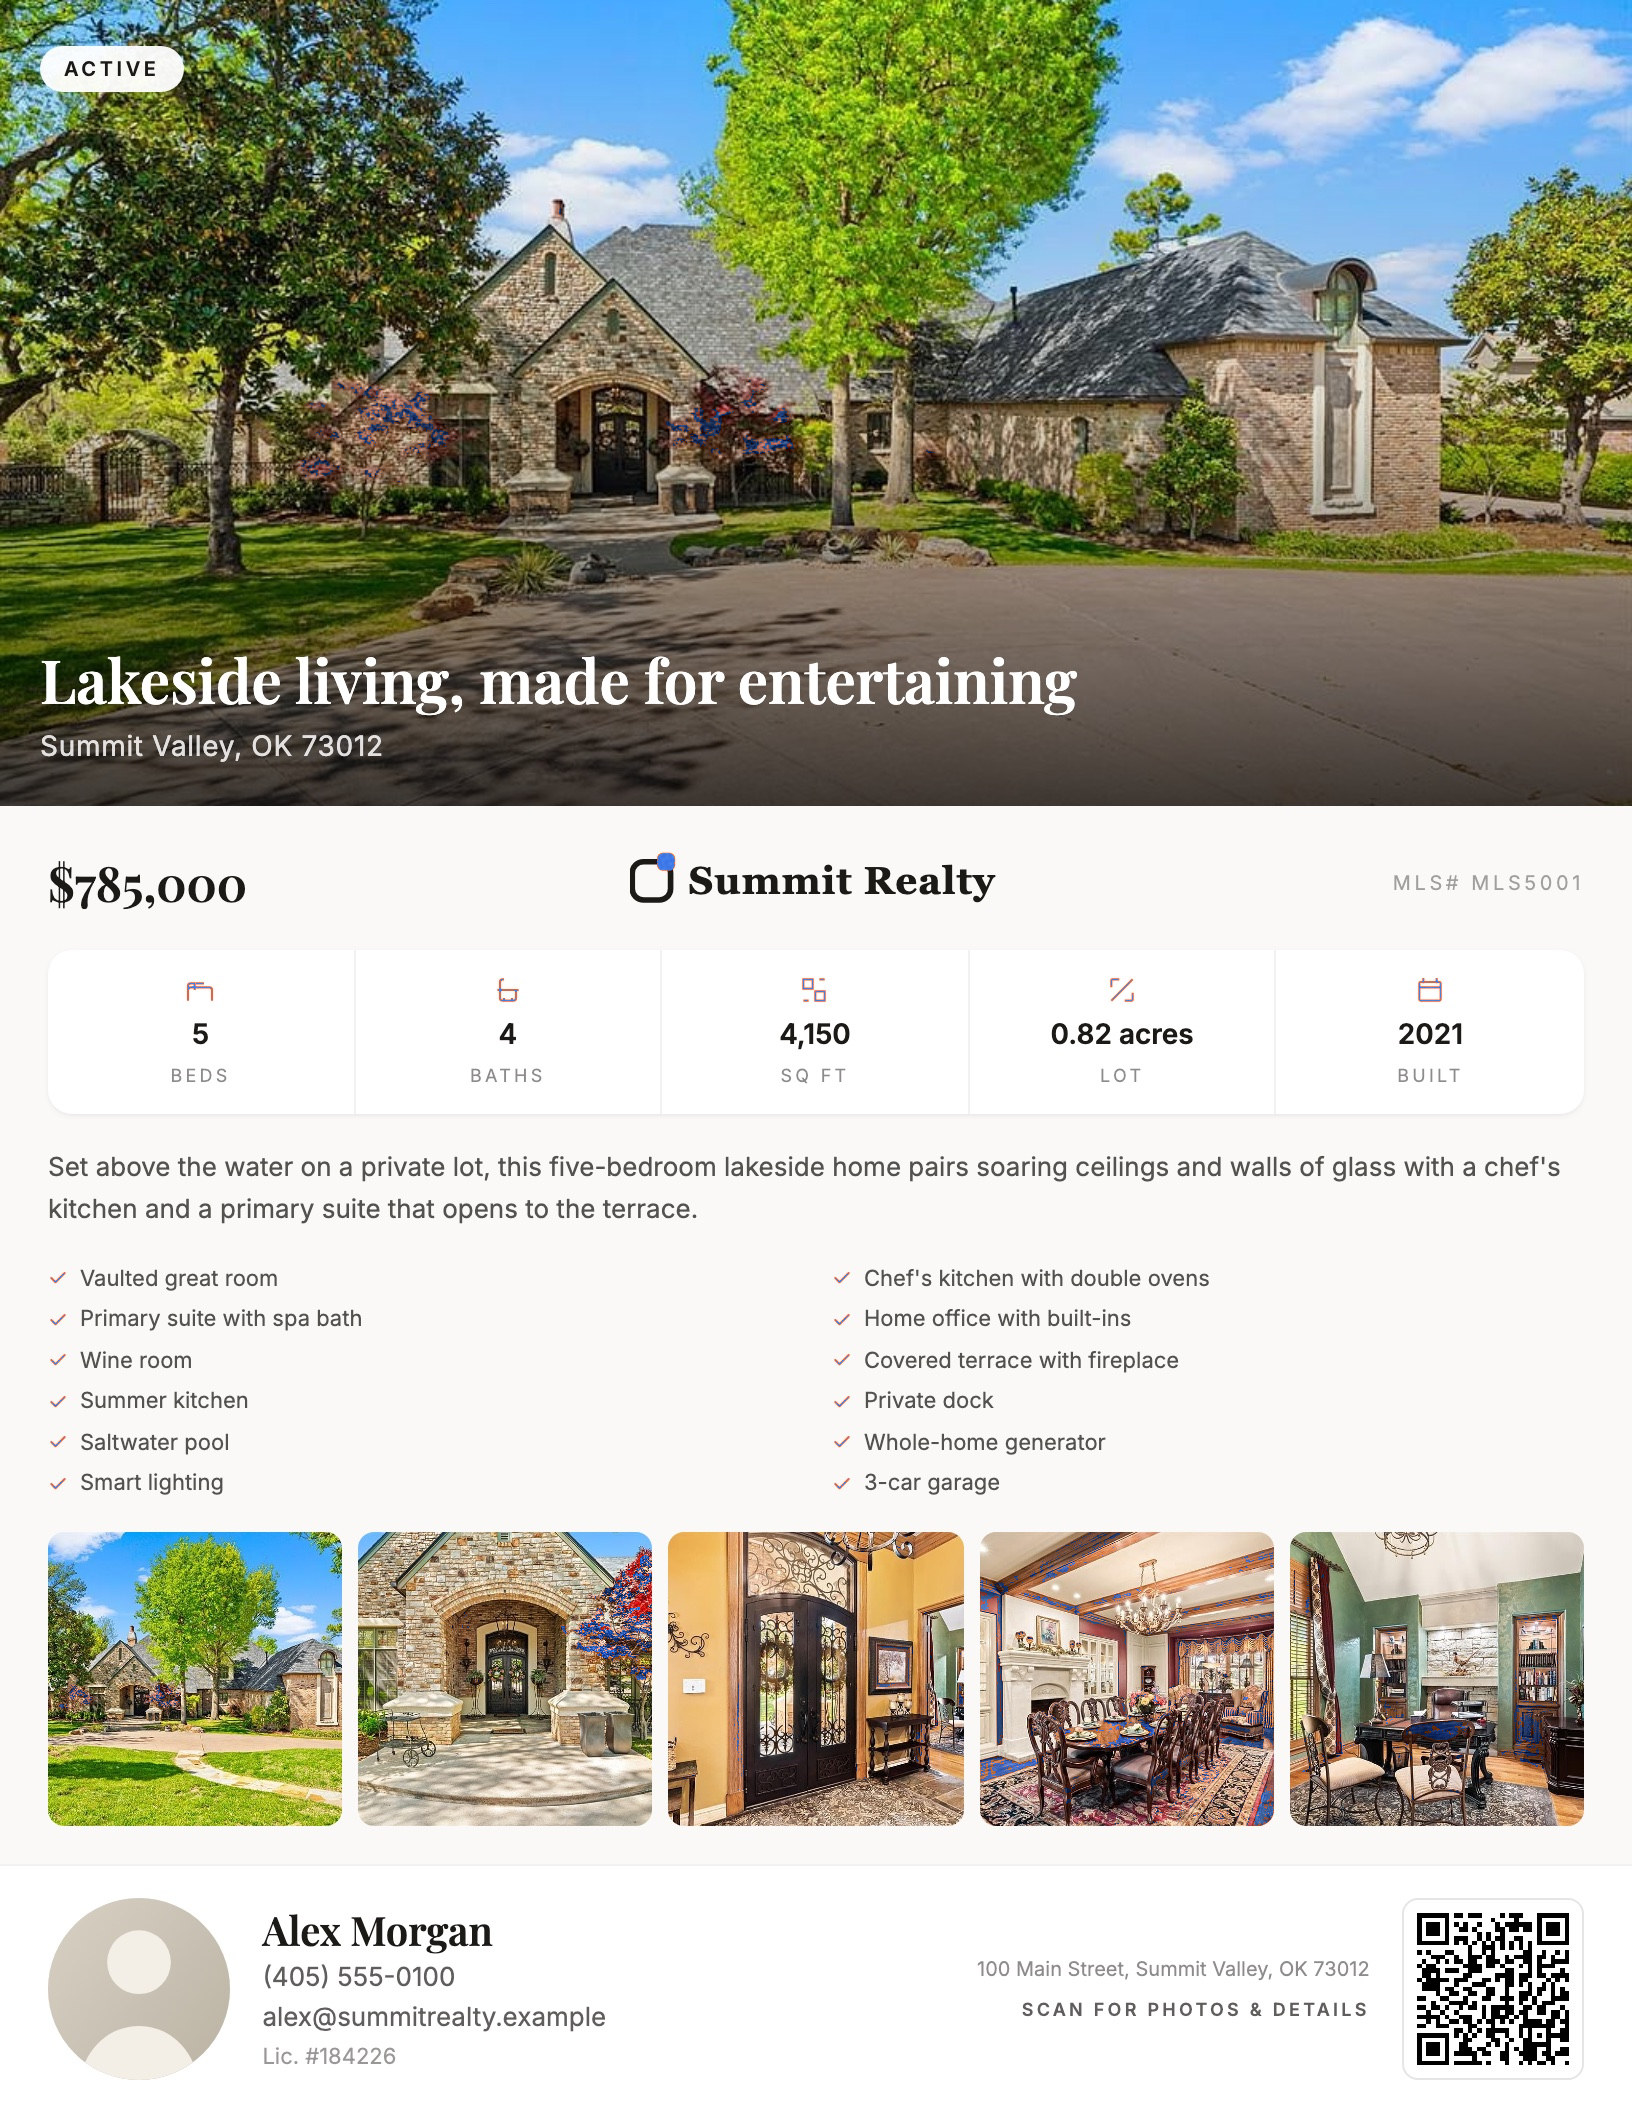 ACTIVE
Lakeside living, made for entertaining
Summit Valley, OK 73012
$785,000
Summit Realty
MLS# MLS5001
5
BEDS
4
BATHS
4,150
SQ FT
0.82 acres
LOT
2021
BUILT
Set above the water on a private lot, this five-bedroom lakeside home pairs soaring ceilings and walls of glass with a chef's
kitchen and a primary suite that opens to the terrace.
Vaulted great room
Chef's kitchen with double ovens
Primary suite with spa bath
Home office with built-ins
Wine room
Covered terrace with fireplace
Summer kitchen
Private dock
Saltwater pool
Whole-home generator
Smart lighting
3-car garage
Alex Morgan
(405) 555-0100
alex@summitrealty.example
Lic. #184226
100 Main Street, Summit Valley, OK 73012
SCAN FOR PHOTOS & DETAILS